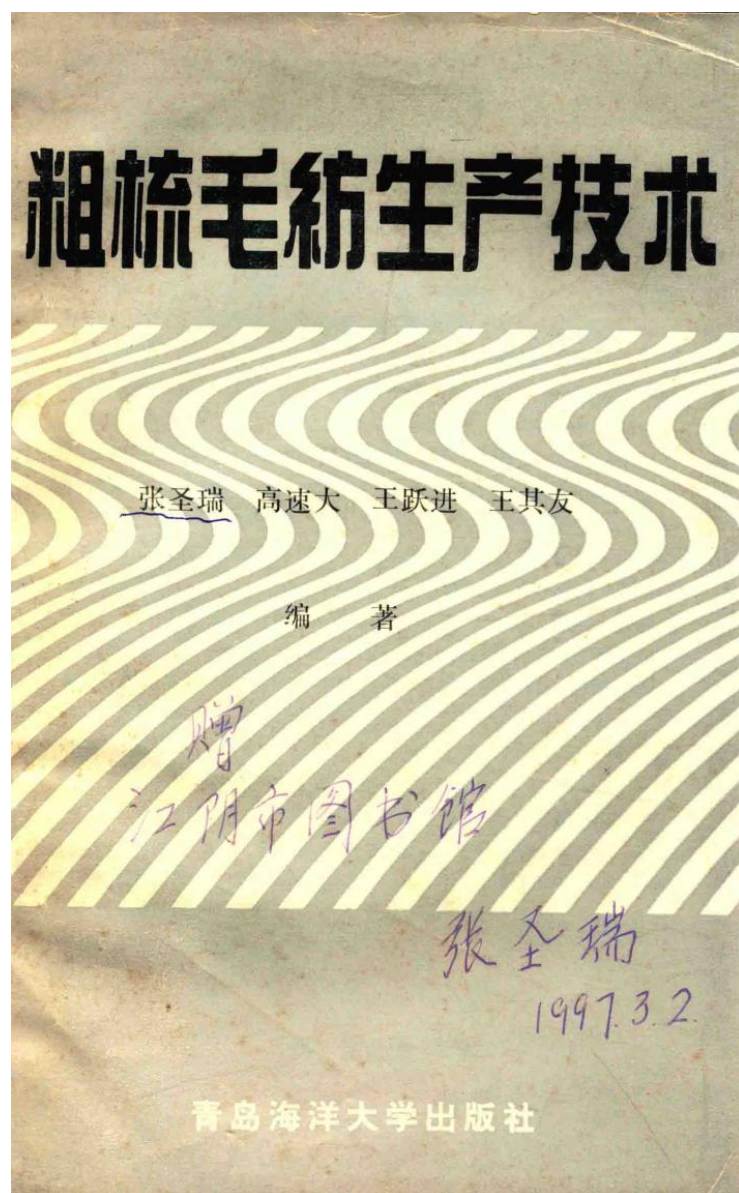 粗梳毛纺生产技术
张圣瑞 高速大 王跃进 王其友
编 著
赠
江阴市图书馆
张圣瑞
1997.3.2
青岛海洋大学出版社